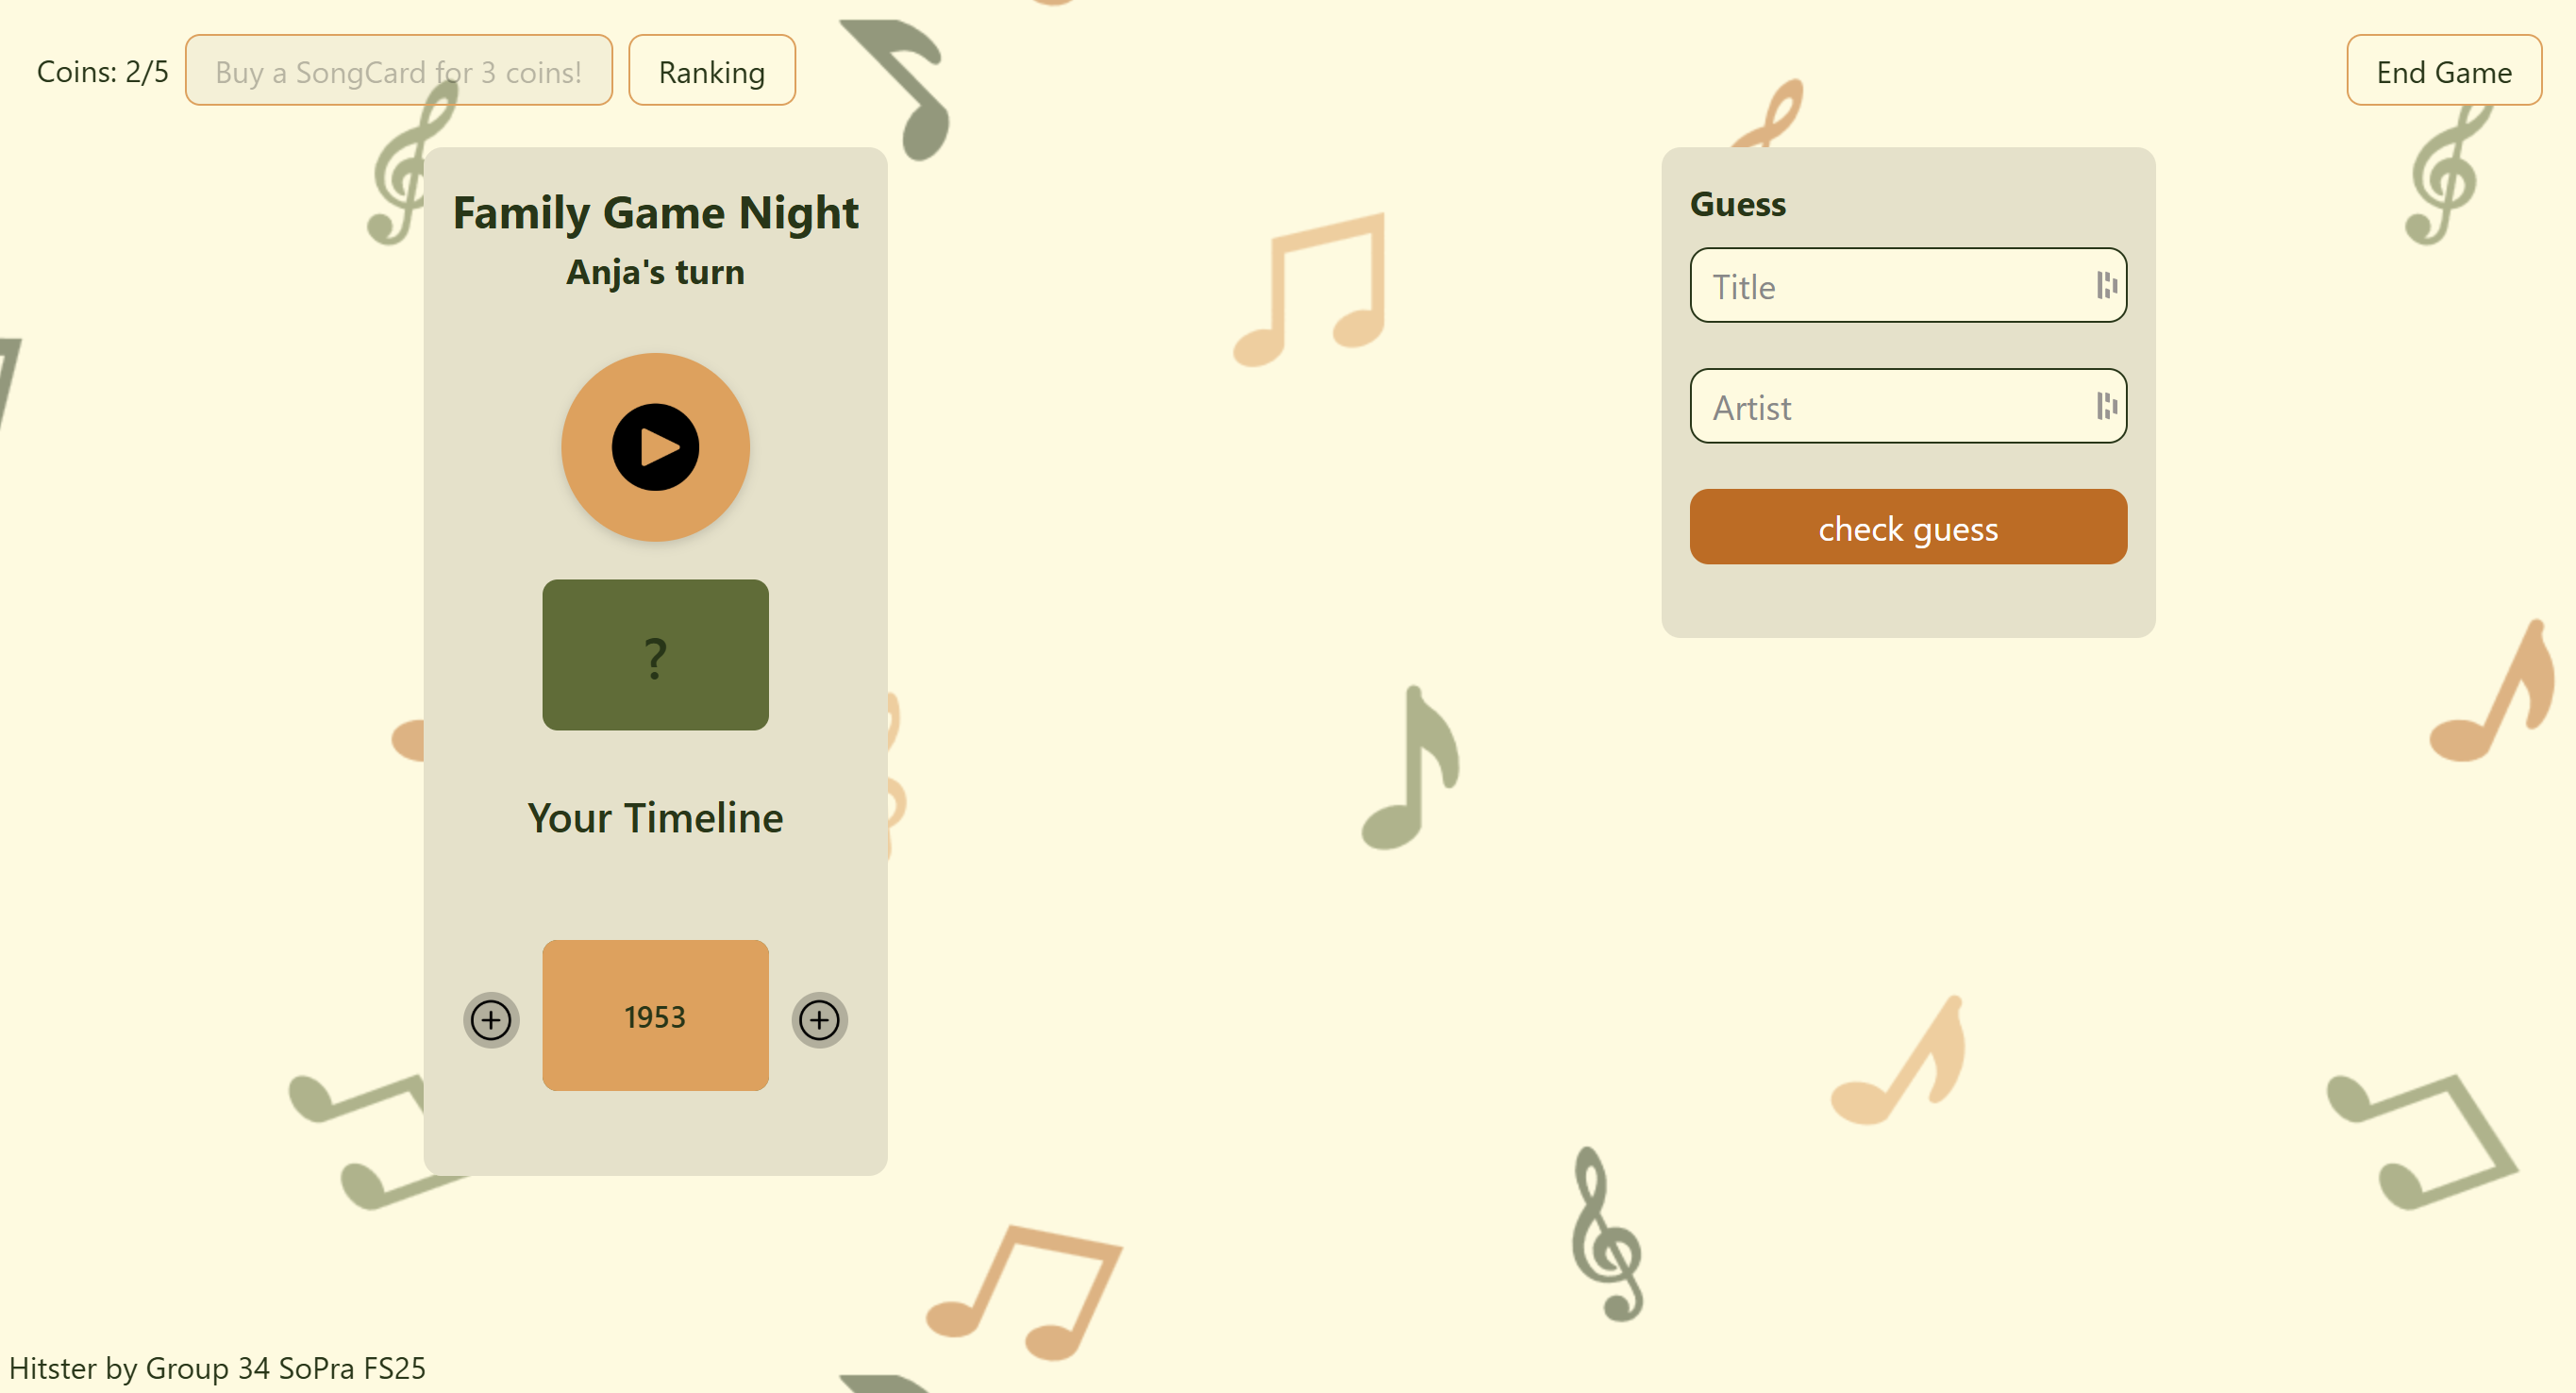 Coins: 2/5
Buy a SongCard for 3 coins!
Ranking
End Game
Family Game Night
Anja's turn
?
Your Timeline
1953
Guess
Title
Artist
check guess
Hitster by Group 34 SoPra FS25